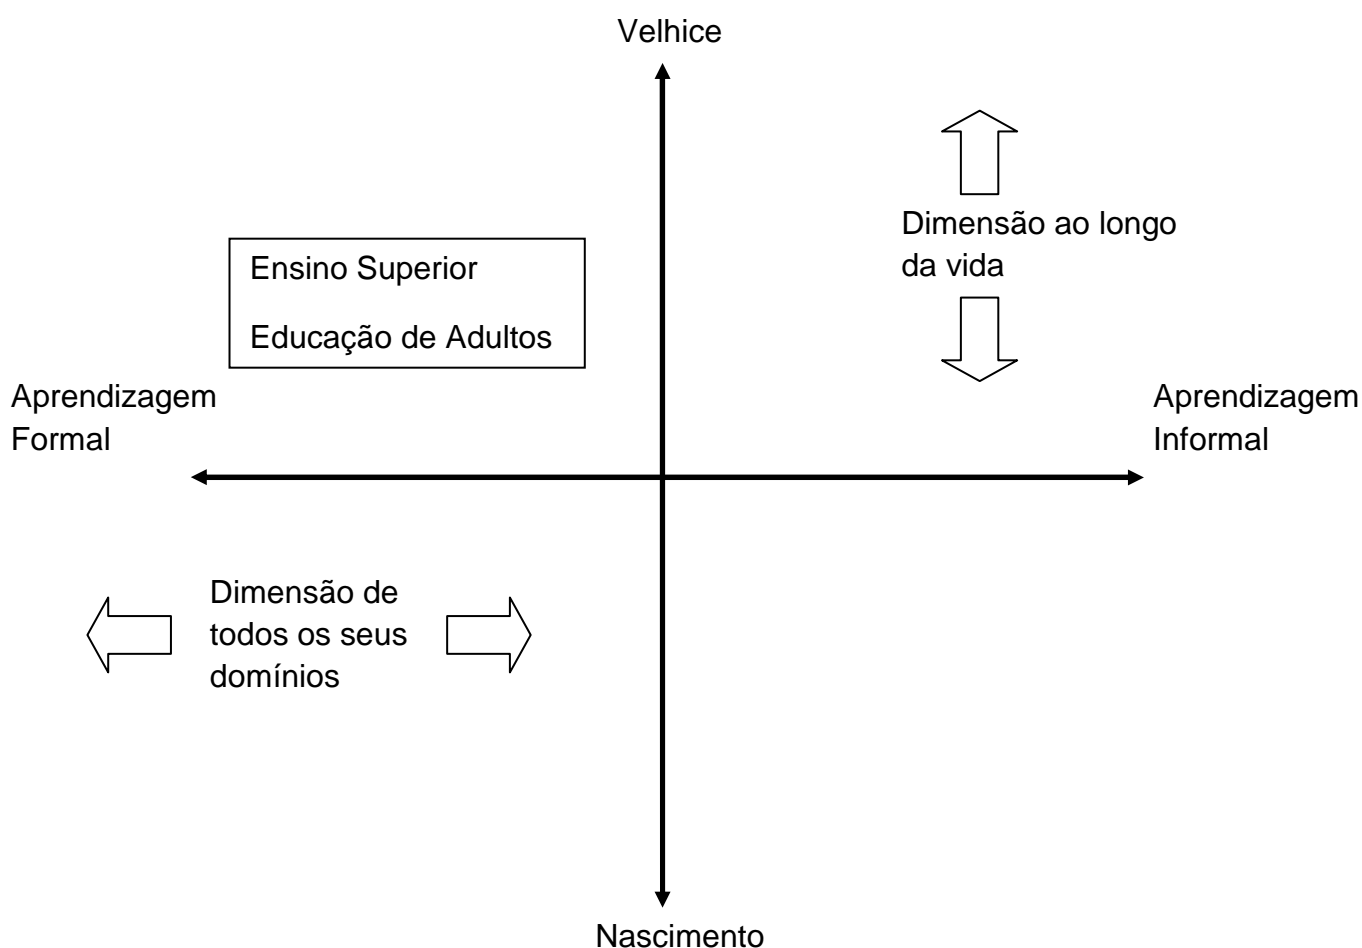 Velhice
Dimensão ao longo
da vida
Ensino Superior
Educação de Adultos
Aprendizagem
Formal
Aprendizagem
Informal
Dimensão de
todos os seus
domínios
Nascimento